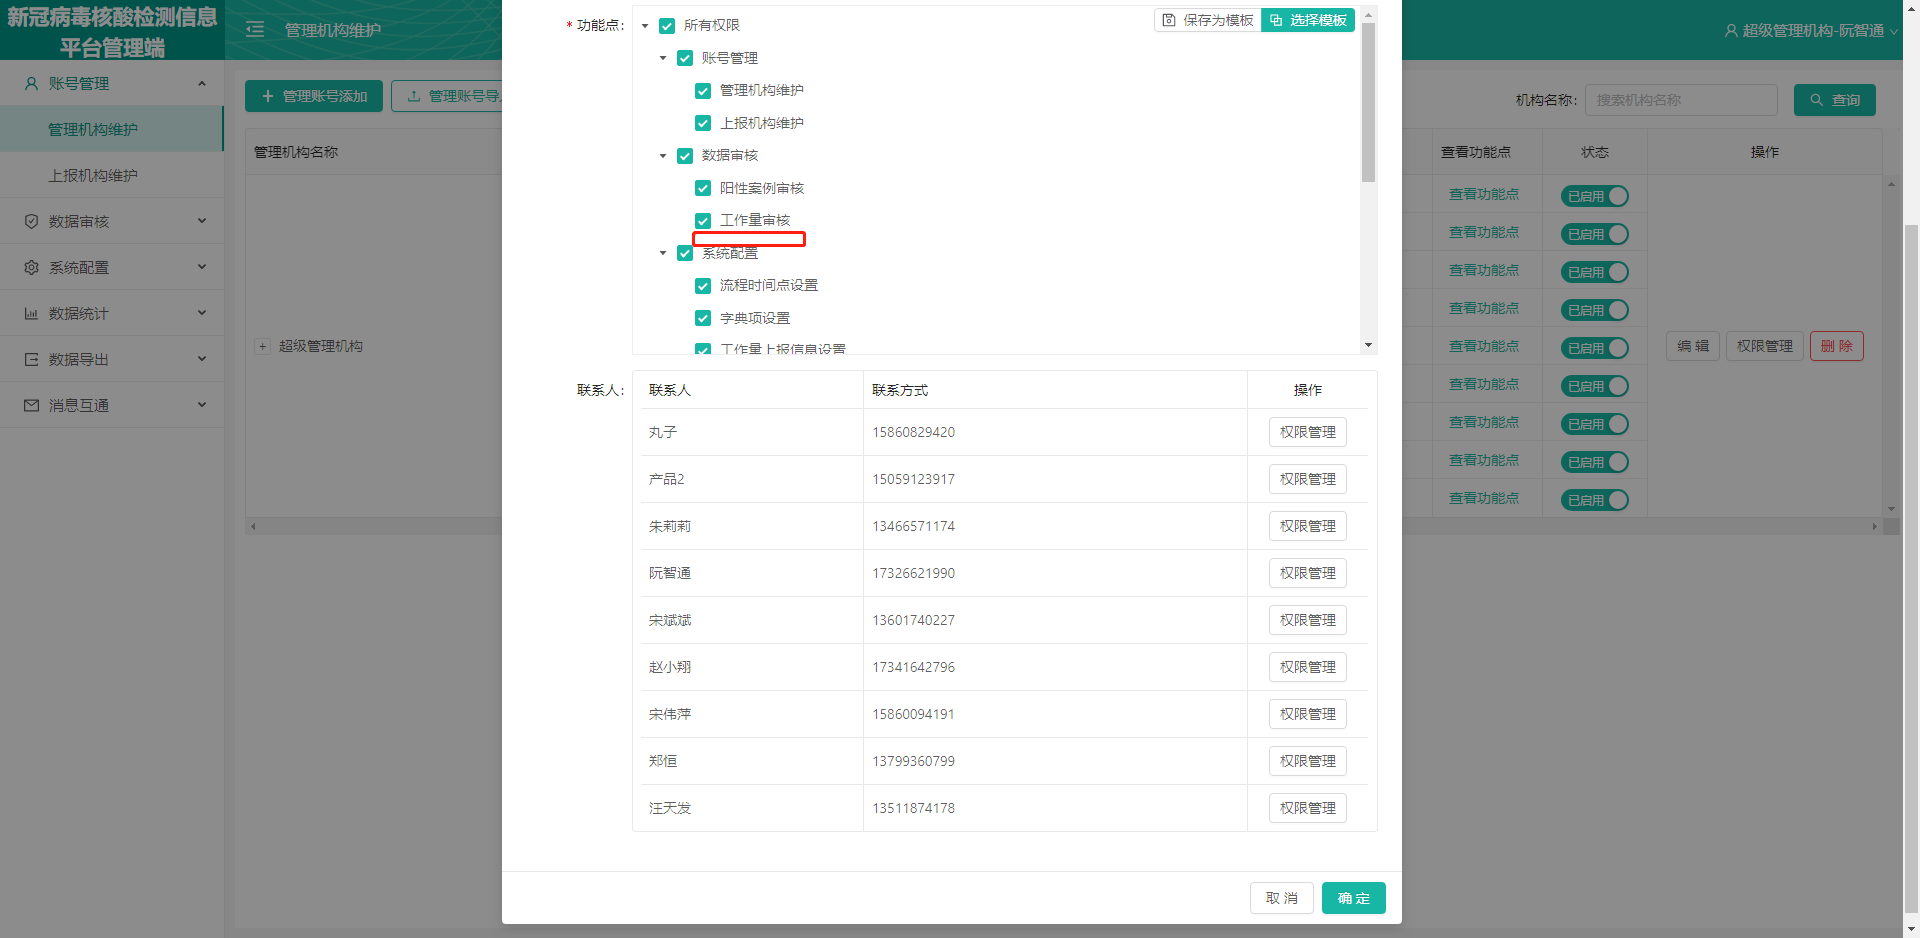 新冠病毒核酸检测信息
平台管理端
管理机构维护
超级管理机构-阮智通
账号管理
管理机构维护
上报机构维护
数据审核
系统配置
数据统计
数据导出
消息互通
管理账号添加
管理账号导
管理机构名称
超级管理机构
* 功能点:
所有权限
保存为模板
选择模板
账号管理
管理机构维护
上报机构维护
数据审核
阳性案例审核
工作量审核
系统配置
流程时间点设置
字典项设置
工作量上报信息设置
联系人:
联系人 联系方式 操作
丸子 15860829420 权限管理
产品2 15059123917 权限管理
朱莉莉 13466571174 权限管理
阮智通 17326621990 权限管理
宋斌斌 13601740227 权限管理
赵小翔 17341642796 权限管理
宋伟萍 15860094191 权限管理
郑恒 13799360799 权限管理
汪天发 13511874178 权限管理
取 消
确 定
机构名称:
搜索机构名称
查询
查看功能点 状态 操作
查看功能点 已启用
查看功能点 已启用
查看功能点 已启用
查看功能点 已启用
查看功能点 已启用
编 辑 权限管理 删 除
查看功能点 已启用
查看功能点 已启用
查看功能点 已启用
查看功能点 已启用